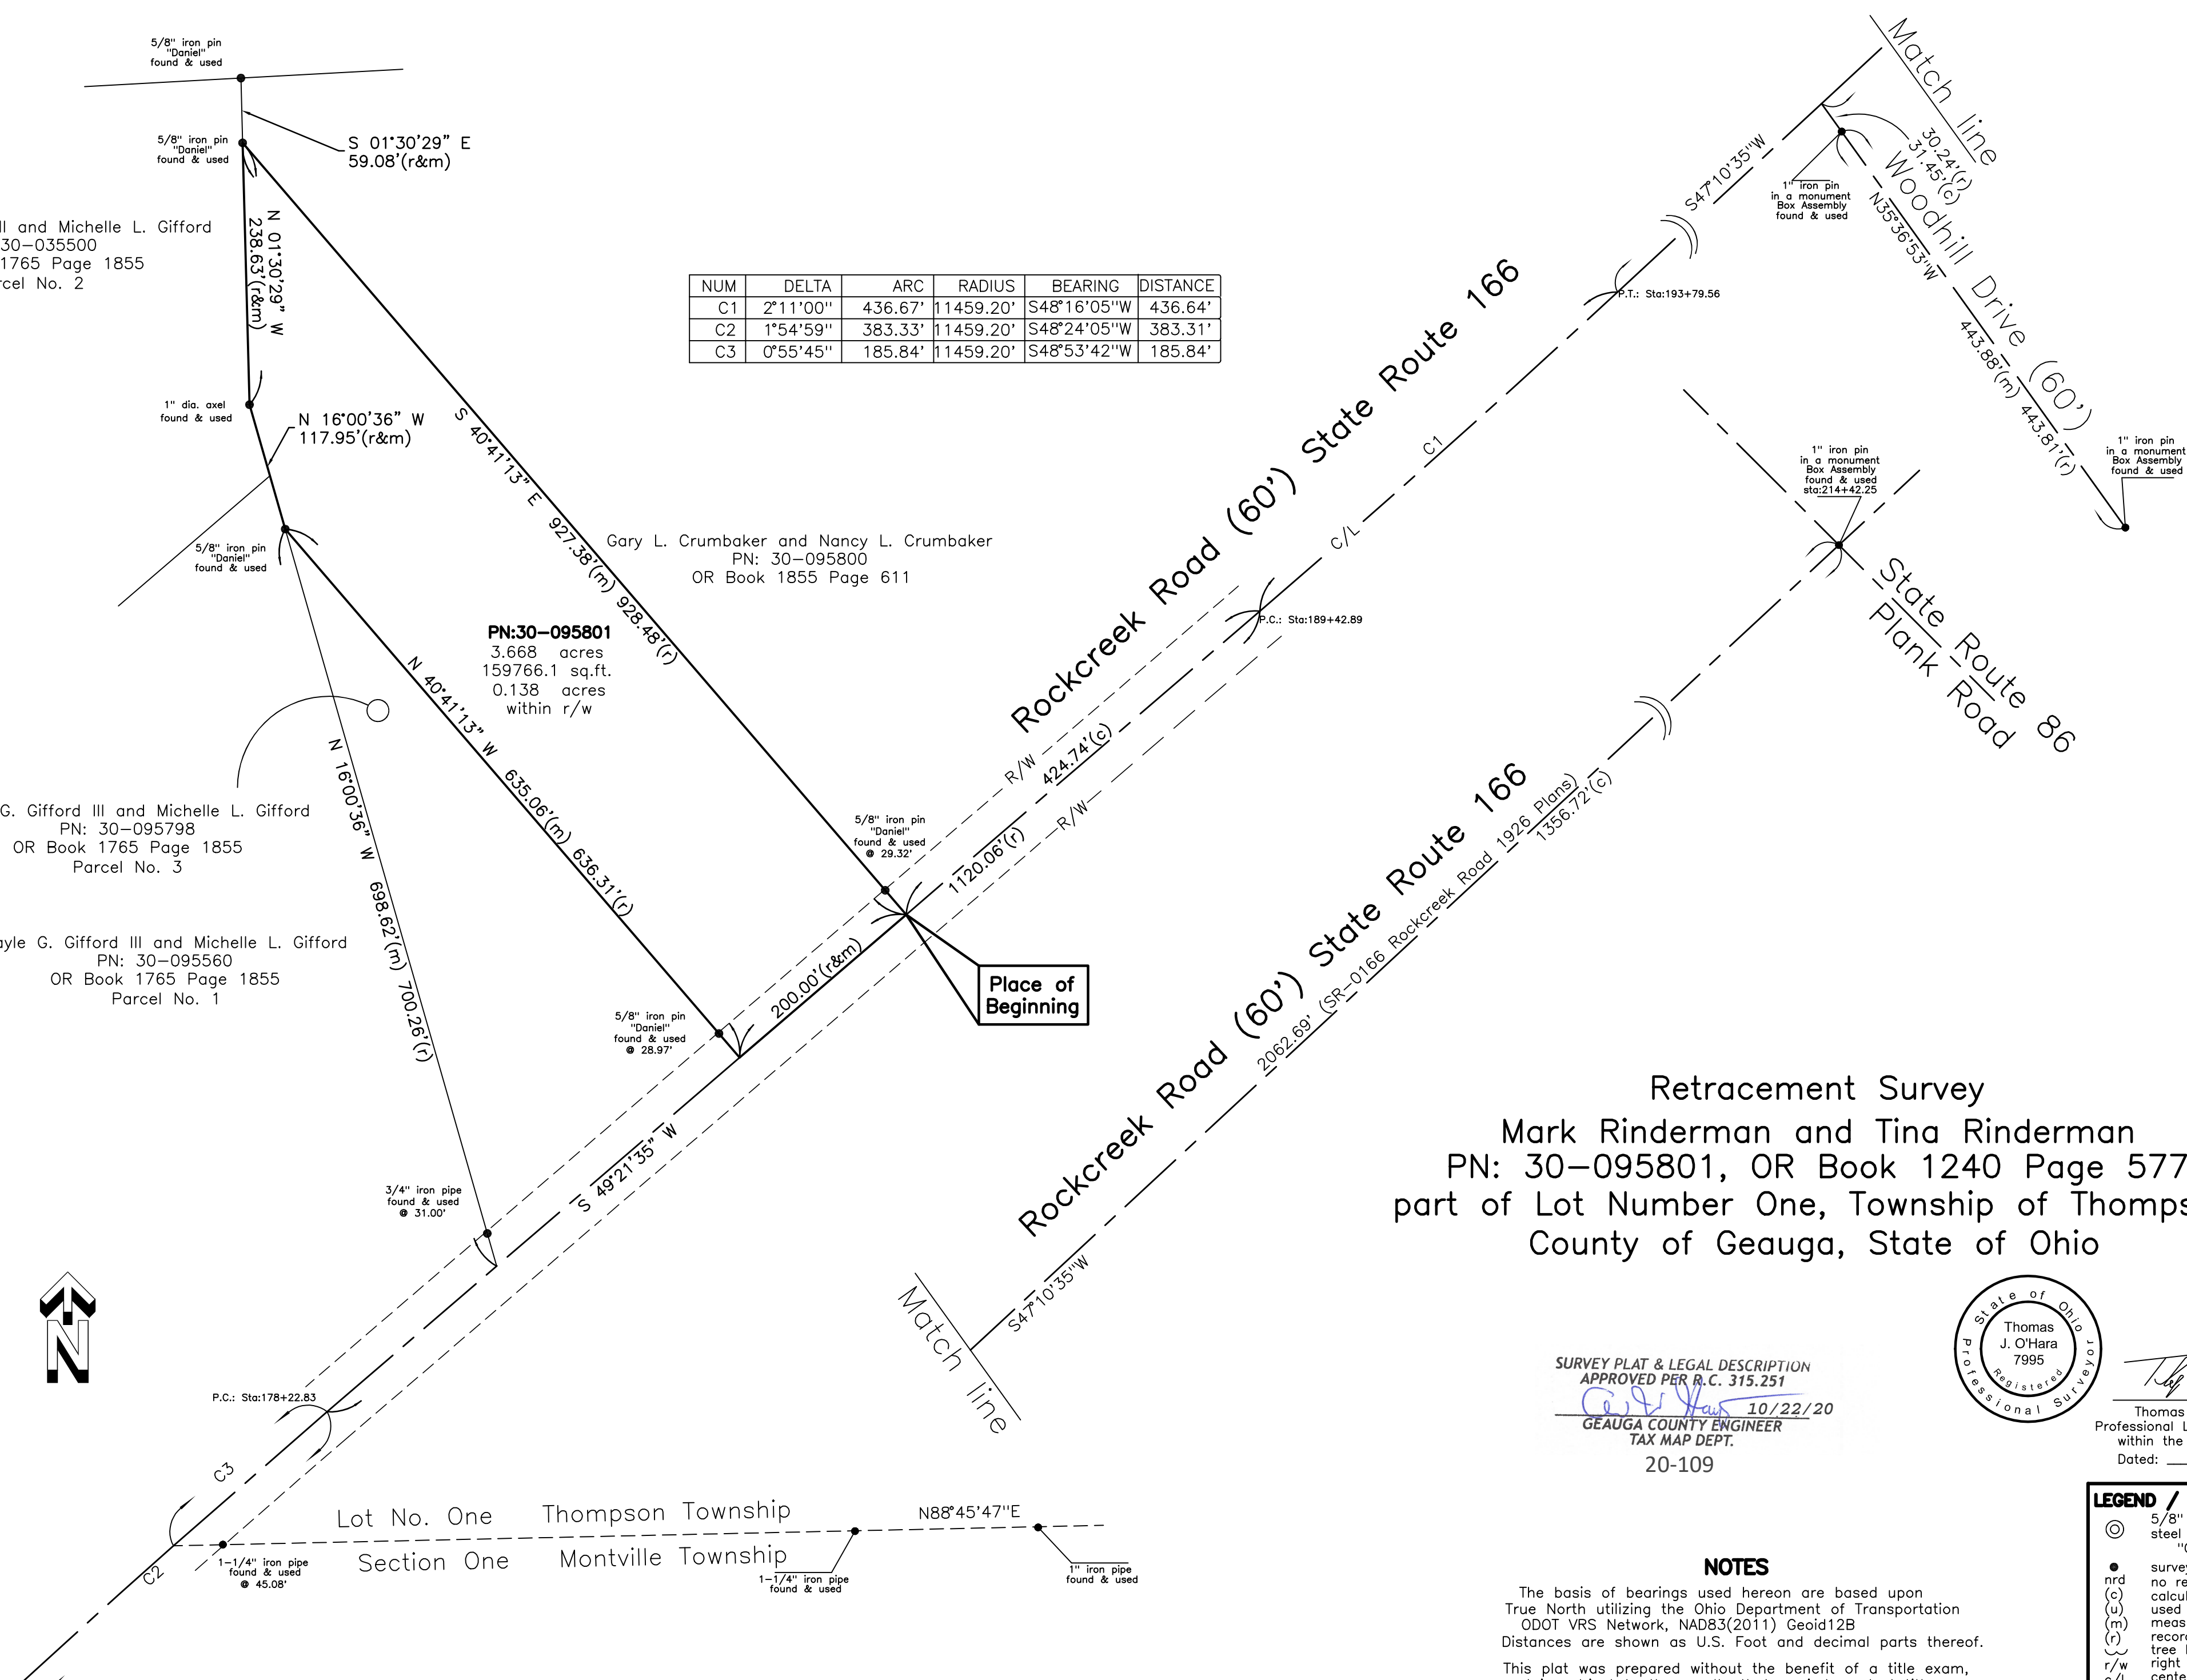 5/8" iron pin
"Daniel"
found & used
S 01°30'29" E
59.08'(r&m)
5/8" iron pin
"Daniel"
found & used
and Michelle L. Gifford
30-035500
1765 Page 1855
No. 2
N 01°30'29" W
238.63'(r&m)
1" dia. axel
found & used
N 16°00'36" W
117.95'(r&m)
5/8" iron pin
"Daniel"
found & used
S 40°41'13" E 927.38'(m) 928.48'(r)
NUM DELTA ARC RADIUS BEARING DISTANCE
C1 2°11'00" 436.67' 11459.20' S48°16'05"W 436.64'
C2 1°54'59" 383.33' 11459.20' S48°24'05"W 383.31'
C3 0°55'45" 185.84' 11459.20' S48°53'42"W 185.84'
Gary L. Crumbaker and Nancy L. Crumbaker
PN: 30-095800
OR Book 1855 Page 611
PN:30-095801
3.668 acres
159766.1 sq.ft.
0.138 acres
within r/w
N 40°41'13" W 635.06'(m) 636.31'(r)
N 16°00'36" W 698.62'(m) 700.26'(r)
G. Gifford III and Michelle L. Gifford
PN: 30-095798
OR Book 1765 Page 1855
Parcel No. 3
Gifford III and Michelle L. Gifford
PN: 30-095560
OR Book 1765 Page 1855
Parcel No. 1
5/8" iron pin
"Daniel"
found & used
@ 29.32'
5/8" iron pin
"Daniel"
found & used
@ 28.97'
3/4" iron pipe
found & used
@ 31.00'
200.00'(r&m)
Place of
Beginning
S 49°21'35" W
R/W
424.74'(c)
1120.06'(r)
R/W
P.C.: Sta:189+42.89
Rockcreek Road (60') State Route 166
C/L
C1
P.T.: Sta:193+79.56
S47°10'35"W
Match line
30.24'(r)
31.45'(c)
1" iron pin
in a monument
Box Assembly
found & used
Woodhill Drive (60')
N35°36'53"W 443.88'(m) 443.81'(r)
1" iron pin
in a monument
Box Assembly
found & used
1" iron pin
in a monument
Box Assembly
found & used
sta:214+42.25
State Route 86
Plank Road
Rockcreek Road (60') State Route 166
2062.69' (SR-0166 Rockcreek Road 1926 Plans)
1356.72'(c)
S47°10'35"W
Match line
P.C.: Sta:178+22.83
C3
C2
N
Lot No. One Thompson Township
N88°45'47"E
Section One Montville Township
1-1/4" iron pipe
found & used
@ 45.08'
1-1/4" iron pipe
found & used
1" iron pipe
found & used
Retracement Survey
Mark Rinderman and Tina Rinderman
PN: 30-095801, OR Book 1240 Page 577
part of Lot Number One, Township of
County of Geauga, State of Ohio
SURVEY PLAT & LEGAL DESCRIPTION
APPROVED PER R.C. 315.251
10/22/20
GEAUGA COUNTY ENGINEER
TAX MAP DEPT.
20-109
State of Ohio
Thomas
J. O'Hara
7995
Registered
Professional Surveyor
Thomas
Professional
within the
Dated:
LEGEND /
5/8"
steel
nrd no
(c)
(u) used
(m)
(r)
tree
r/w right
NOTES
The basis of bearings used hereon are based upon
True North utilizing the Ohio Department of Transportation
ODOT VRS Network, NAD83(2011) Geoid12B
Distances are shown as U.S. Foot and decimal parts thereof.
This plat was prepared without the benefit of a title exam,